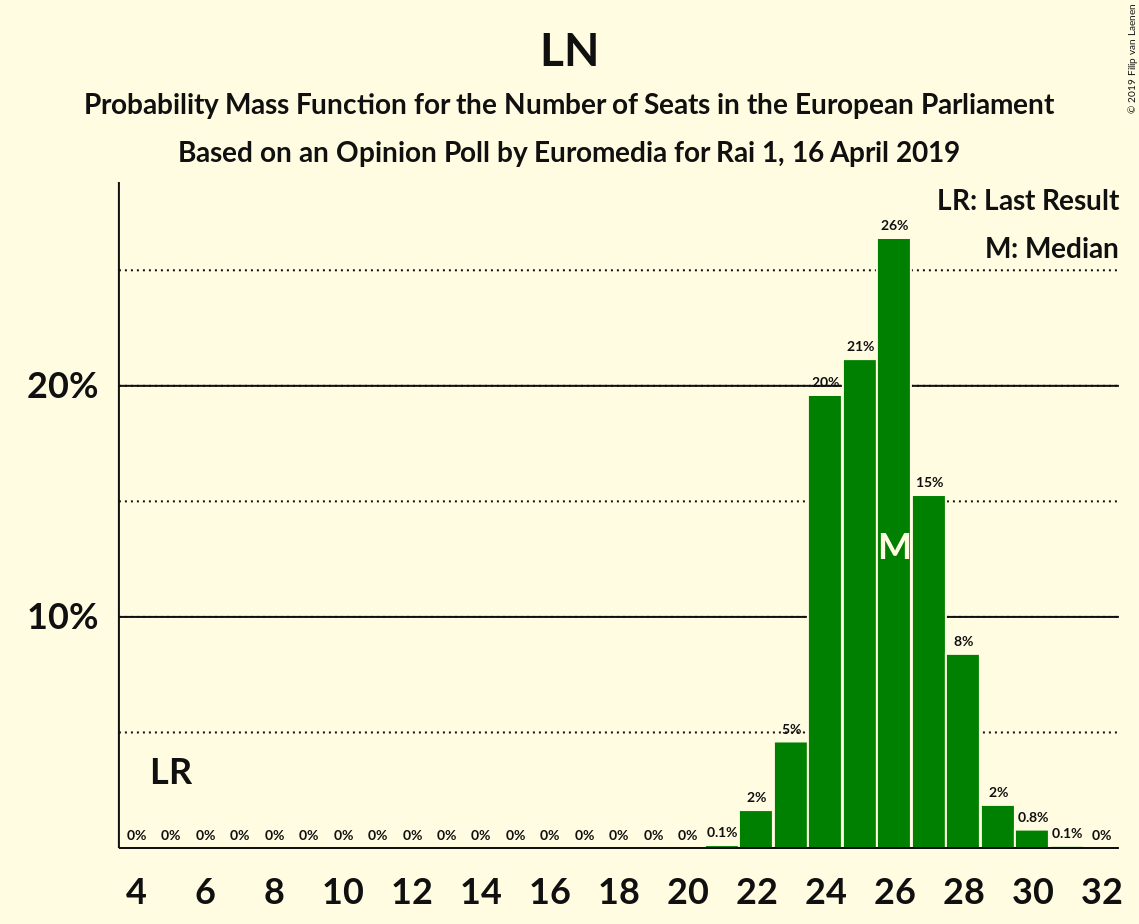 LN
Probability Mass Function for the Number of Seats in the European Parliament
Based on an Opinion Poll by Euromedia for Rai 1, 16 April 2019
© 2019 Filip van Laenen
LR: Last Result
M: Median
26%
21%
20%
20%
15%
M
10%
8%
5%
LR
2%
2%
0.8%
0% 0% 0% 0% 0% 0% 0% 0% 0% 0% 0% 0% 0% 0% 0% 0% 0% 0.1% 0.1% 0%
4 6 8 10 12 14 16 18 20 22 24 26 28 30 32